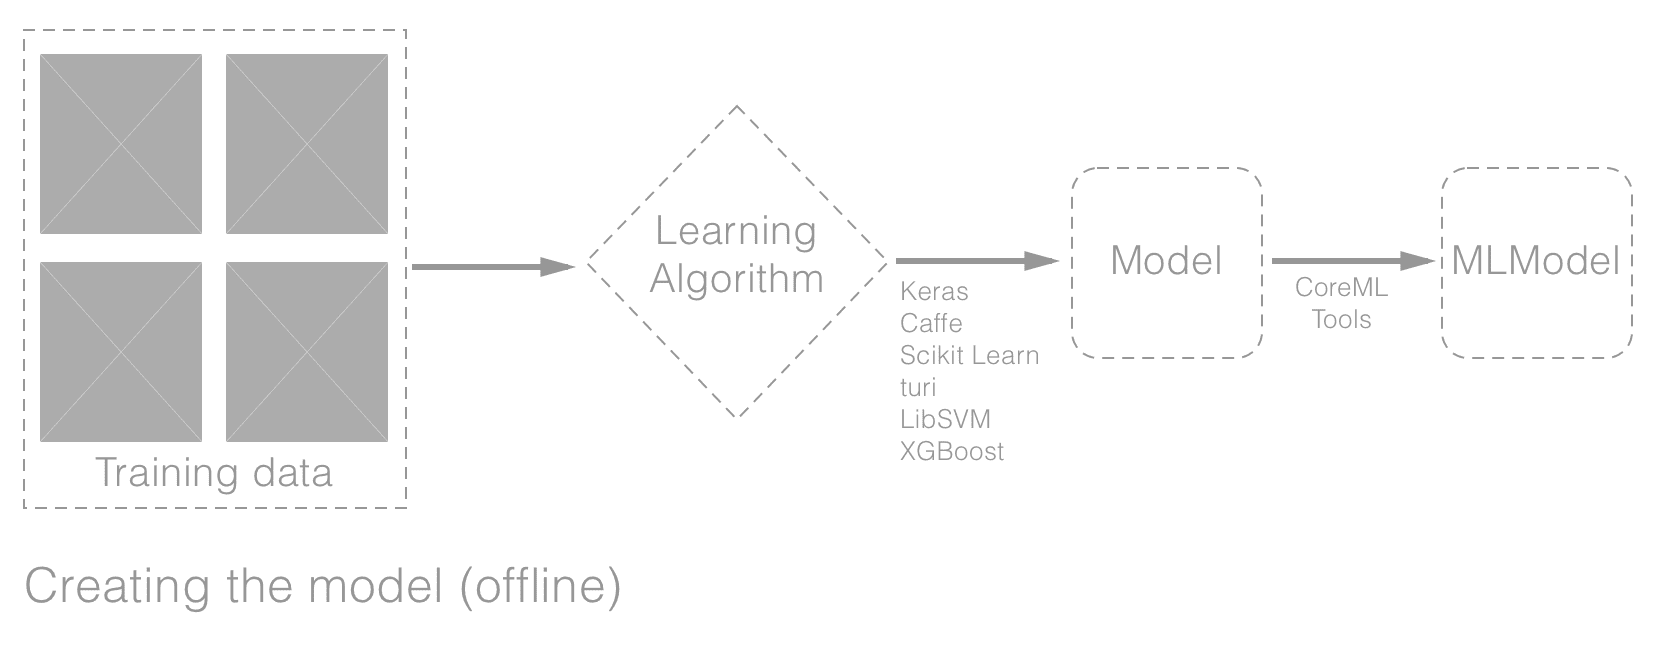 Training data
Learning
Algorithm
Keras
Caffe
Scikit Learn
turi
LibSVM
XGBoost
Model
CoreML
Tools
MLModel
Creating the model (offline)